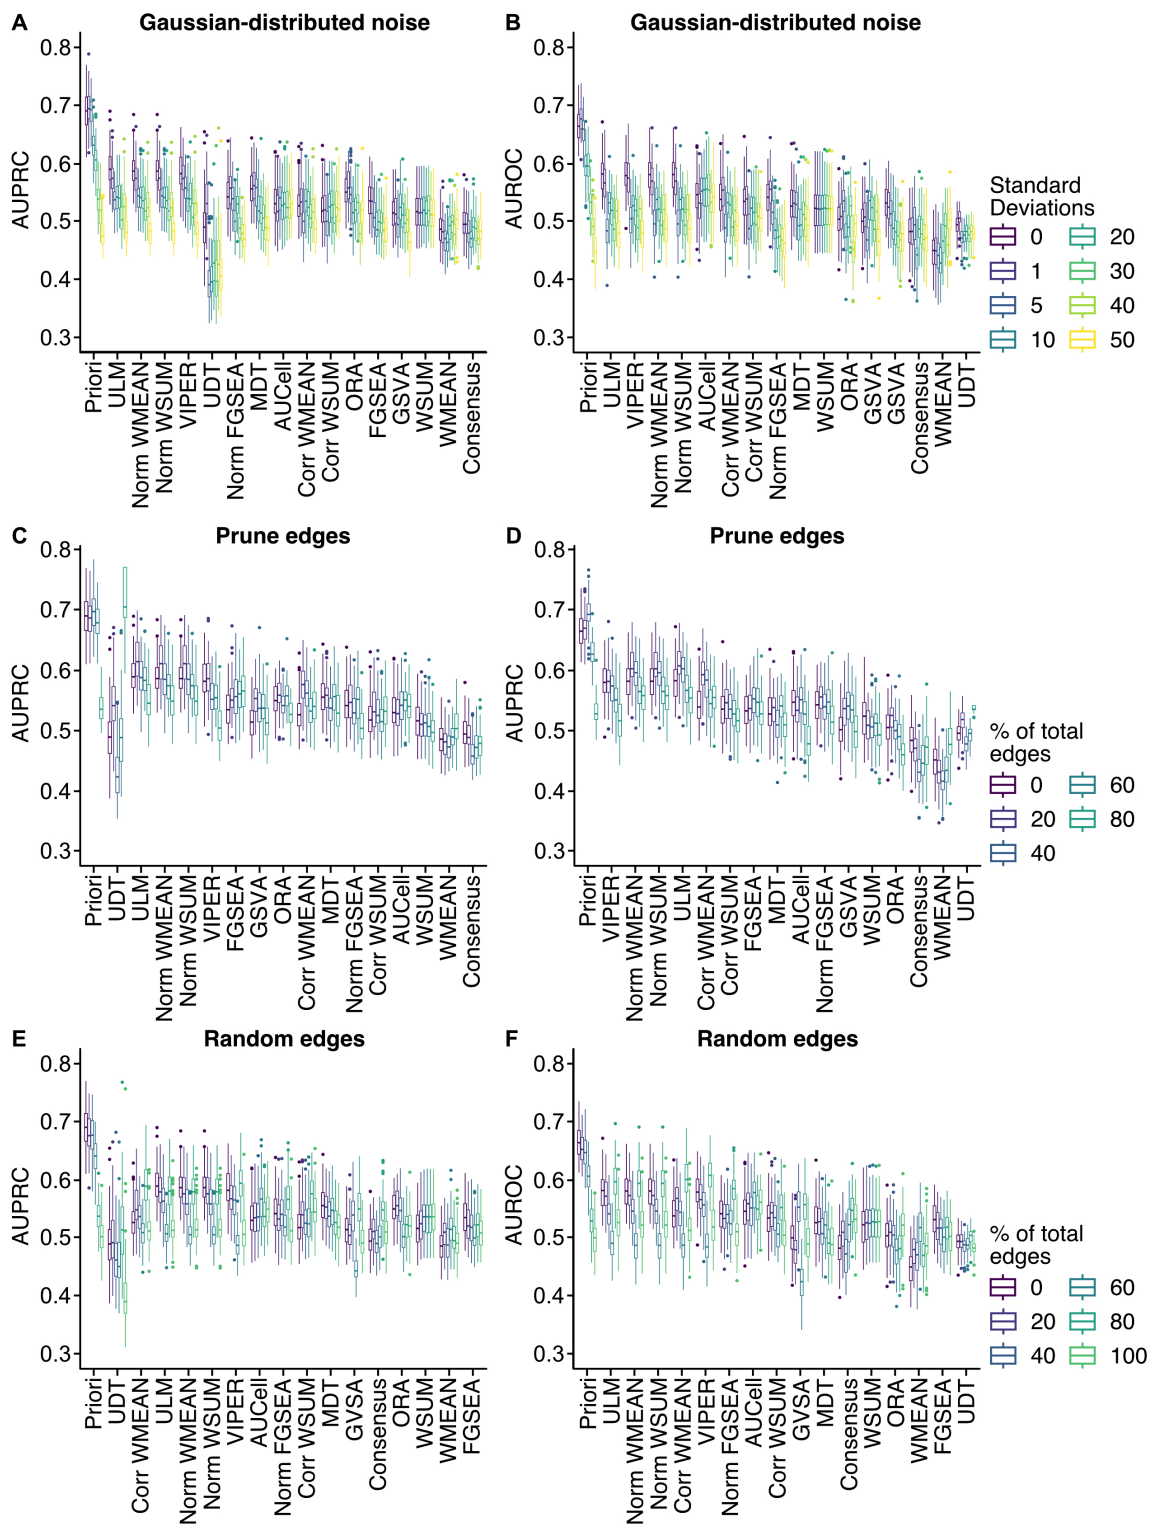 A
Gaussian-distributed noise
AUPRC
0.8
0.7
0.6
0.5
0.4
0.3
Priori
ULM
Norm WMEAN
Norm WSUM
VIPER
UDT
Norm FGSEA
MDT
AUCell
Corr WMEAN
Corr WSUM
ORA
FGSEA
GSVA
WSUM
WMEAN
Consensus
B
Gaussian-distributed noise
AUROC
0.8
0.7
0.6
0.5
0.4
0.3
Priori
ULM
VIPER
Norm WMEAN
Norm WSUM
AUCell
Corr WMEAN
Corr WSUM
Norm FGSEA
MDT
WSUM
ORA
GSVA
GSVA
Consensus
WMEAN
UDT
Standard
Deviations
0
1
5
10
20
30
40
50
C
Prune edges
AUPRC
0.8
0.7
0.6
0.5
0.4
0.3
Priori
UDT
ULM
Norm WMEAN
Norm WSUM
VIPER
FGSEA
GSVA
ORA
Corr WMEAN
MDT
Norm FGSEA
Corr WSUM
AUCell
WSUM
WMEAN
Consensus
D
Prune edges
AUPRC
0.8
0.7
0.6
0.5
0.4
0.3
Priori
VIPER
Norm WMEAN
Norm WSUM
ULM
Corr WMEAN
Corr WSUM
FGSEA
MDT
AUCell
Norm FGSEA
GSVA
WSUM
ORA
Consensus
WMEAN
UDT
% of total
edges
0
20
40
60
80
E
Random edges
AUPRC
0.8
0.7
0.6
0.5
0.4
0.3
Priori
UDT
Corr WMEAN
ULM
Norm WMEAN
Norm WSUM
VIPER
AUCell
Norm FGSEA
Corr WSUM
MDT
GVSA
Consensus
ORA
WSUM
WMEAN
FGSEA
F
Random edges
AUROC
0.8
0.7
0.6
0.5
0.4
0.3
Priori
ULM
Norm WMEAN
Norm WSUM
Corr WMEAN
VIPER
Norm FGSEA
AUCell
Corr WSUM
GVSA
MDT
Consensus
WSUM
ORA
WMEAN
FGSEA
UDT
% of total
edges
0
20
40
60
80
100